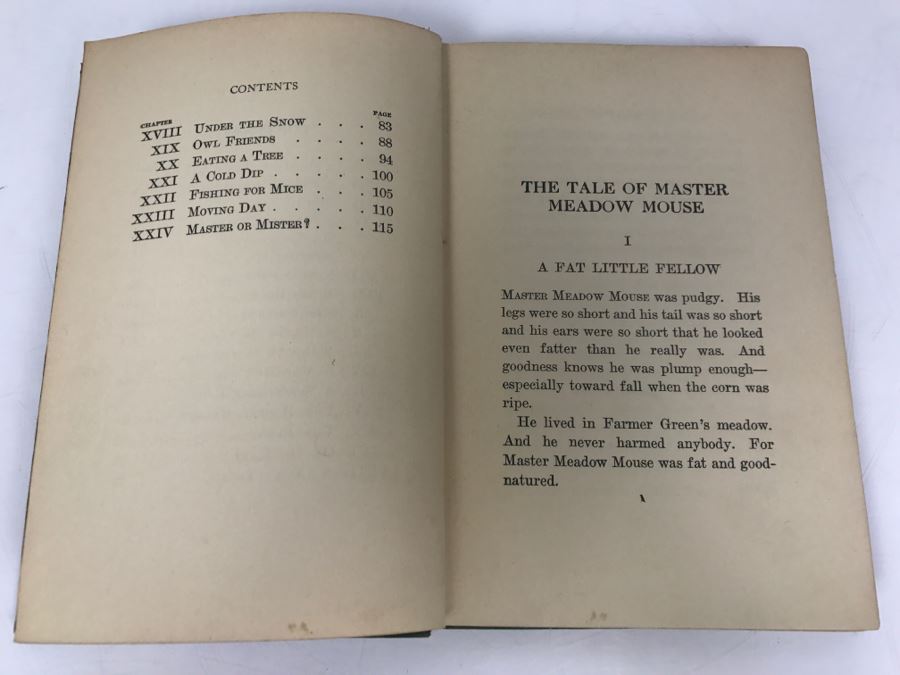 CONTENTS
CHAPTER PAGE
XVIII UNDER THE SNOW . . . 83
XIX OWL FRIENDS . . . . 88
XX EATING A TREE . . . . 94
XXI A COLD DIP . . . . . 100
XXII FISHING FOR MICE . . . 105
XXIII MOVING DAY . . . . . 110
XXIV MASTER OR MISTER? . . . 115
THE TALE OF MASTER
MEADOW MOUSE
I
A FAT LITTLE FELLOW
MASTER MEADOW MOUSE was pudgy. His
legs were so short and his tail was so short
and his ears were so short that he looked
even fatter than he really was. And
goodness knows he was plump enough—
especially toward fall when the corn was
ripe.
He lived in Farmer Green's meadow.
And he never harmed anybody. For
Master Meadow Mouse was fat and good-
natured.